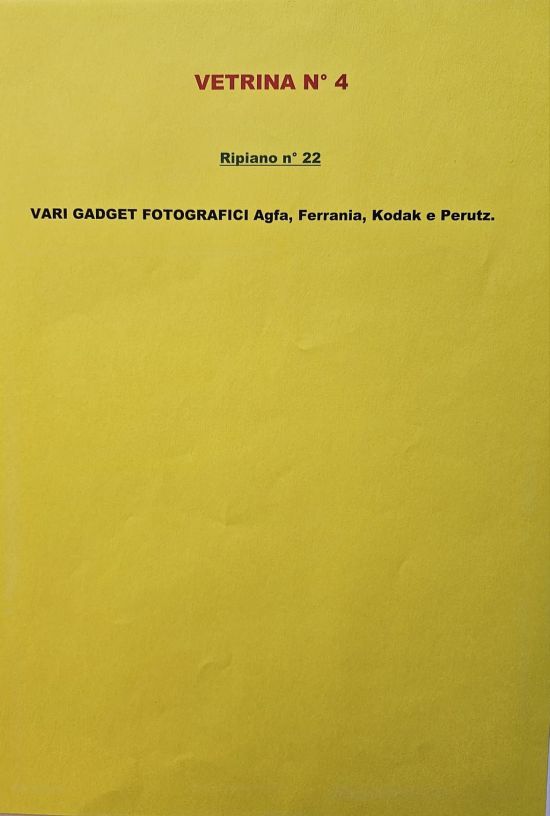 VETRINA N° 4
Ripiano n° 22
VARI GADGET FOTOGRAFICI Agfa, Ferrania, Kodak e Perutz.